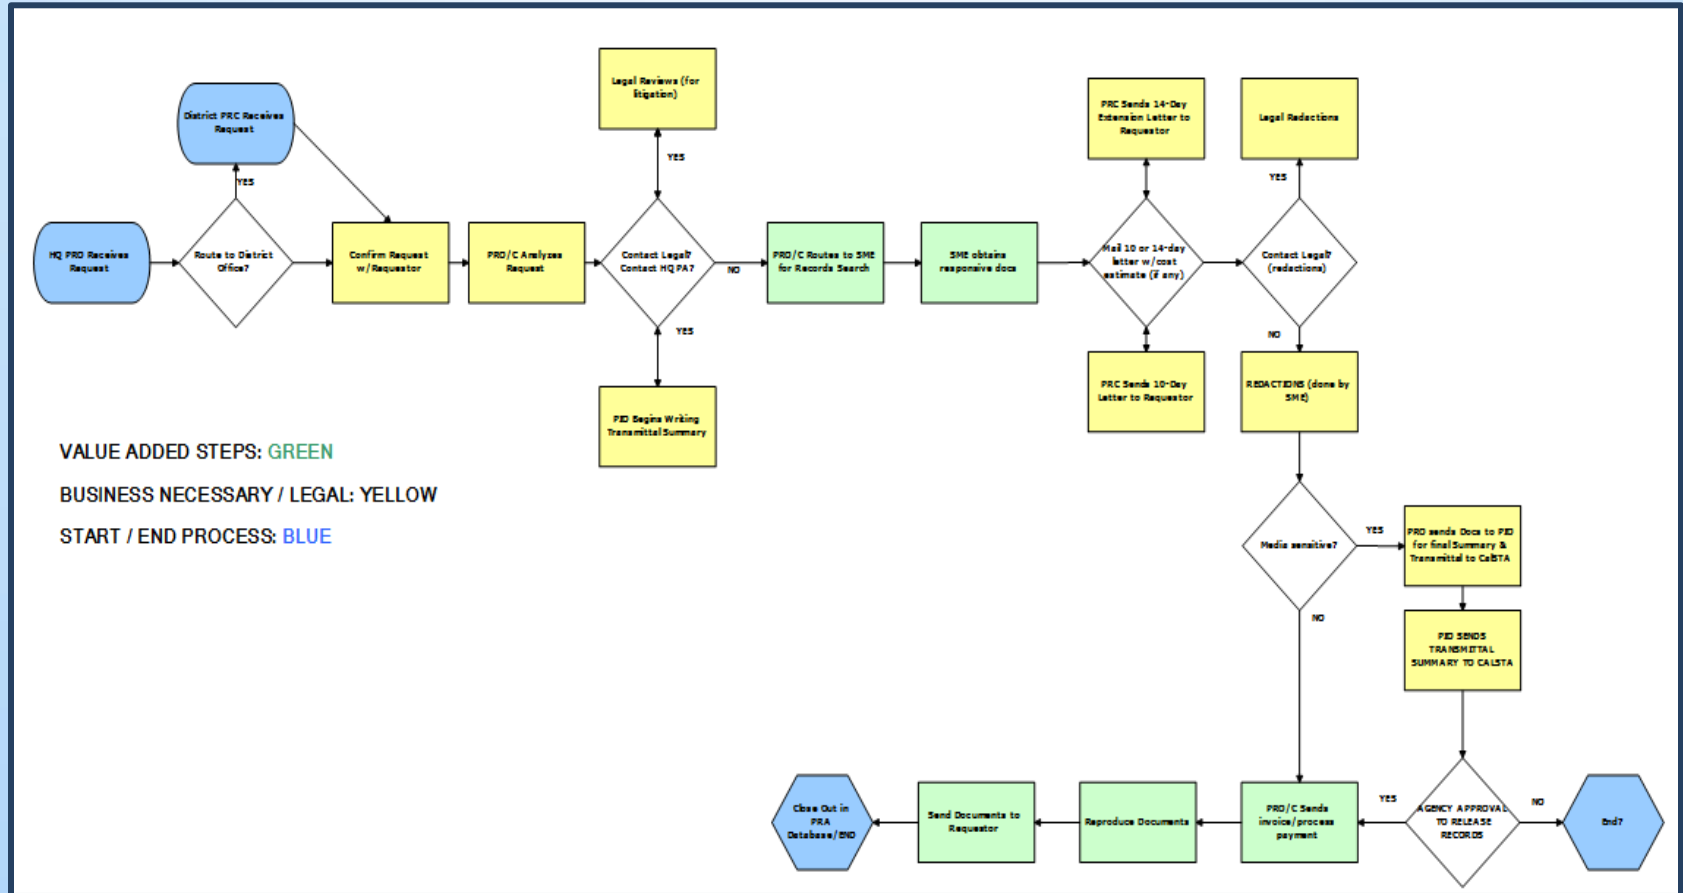 Legal Reviews (for
litigation)
PRC Sends 14-Day
Extension Letter to
Requestor
Legal Redactions
District PRC Receives
Request
YES
YES
YES
HQ PRO Receives
Request
Route to District
Office?
Confirm Request
w/Requestor
PRO/C Analyzes
Request
Contact Legal?
Contact HQ PA?
NO
PRO/C Routes to SME
for Records Search
SME obtains
responsive docs
Mail 10 or 14-day
letter w/cost
estimate (if any)
Contact Legal?
(redactions)
YES
NO
PIO Begins Writing
Transmittal Summary
PRC Sends 10-Day
Letter to Requestor
REDACTIONS (done by
SME)
VALUE ADDED STEPS: GREEN
BUSINESS NECESSARY / LEGAL: YELLOW
START / END PROCESS: BLUE
Media sensitive?
YES
PRO sends Docs to PIO
for final Summary &
Transmittal to CalSTA
NO
PIO SENDS
TRANSMITTAL
SUMMARY TO CALSTA
Close Out in
PRA
Database/END
Send Documents to
Requestor
Reproduce Documents
PRO/C Sends
invoice/process
payment
YES
AGENCY APPROVAL
TO RELEASE
RECORDS
NO
End?